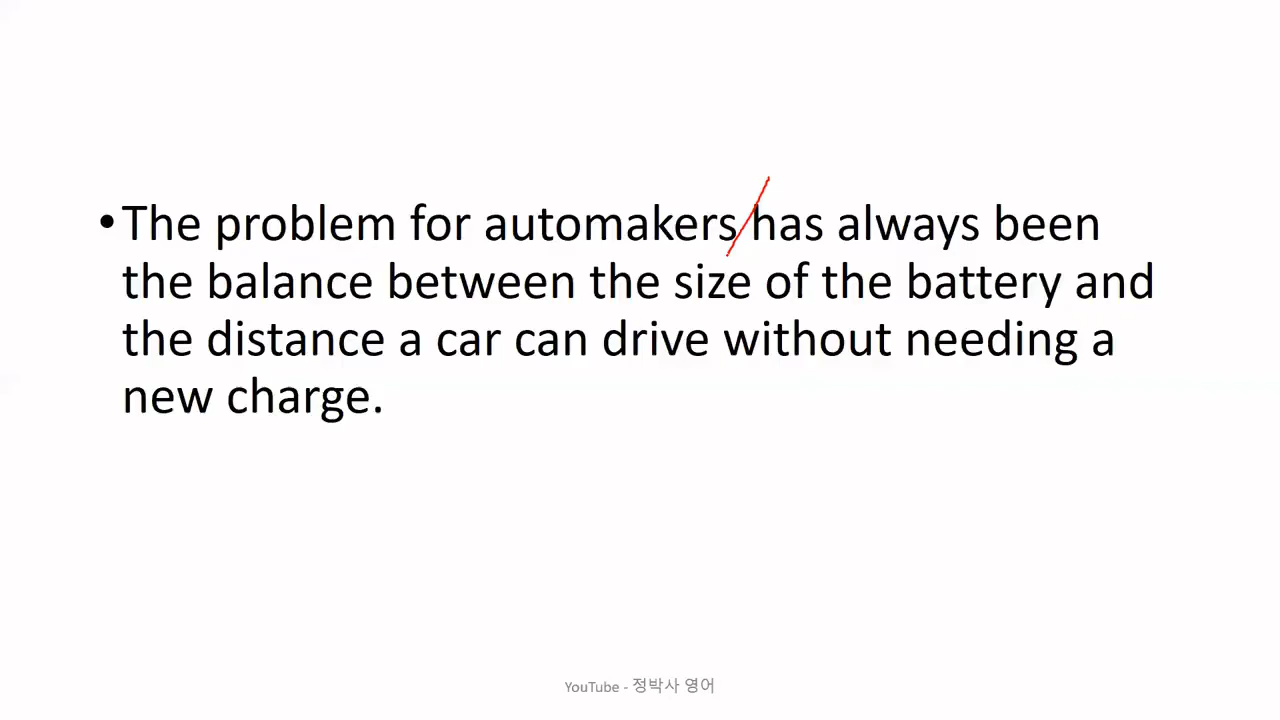 •The problem for automakers has always been
the balance between the size of the battery and
the distance a car can drive without needing a
new charge.
YouTube - 정박사 영어